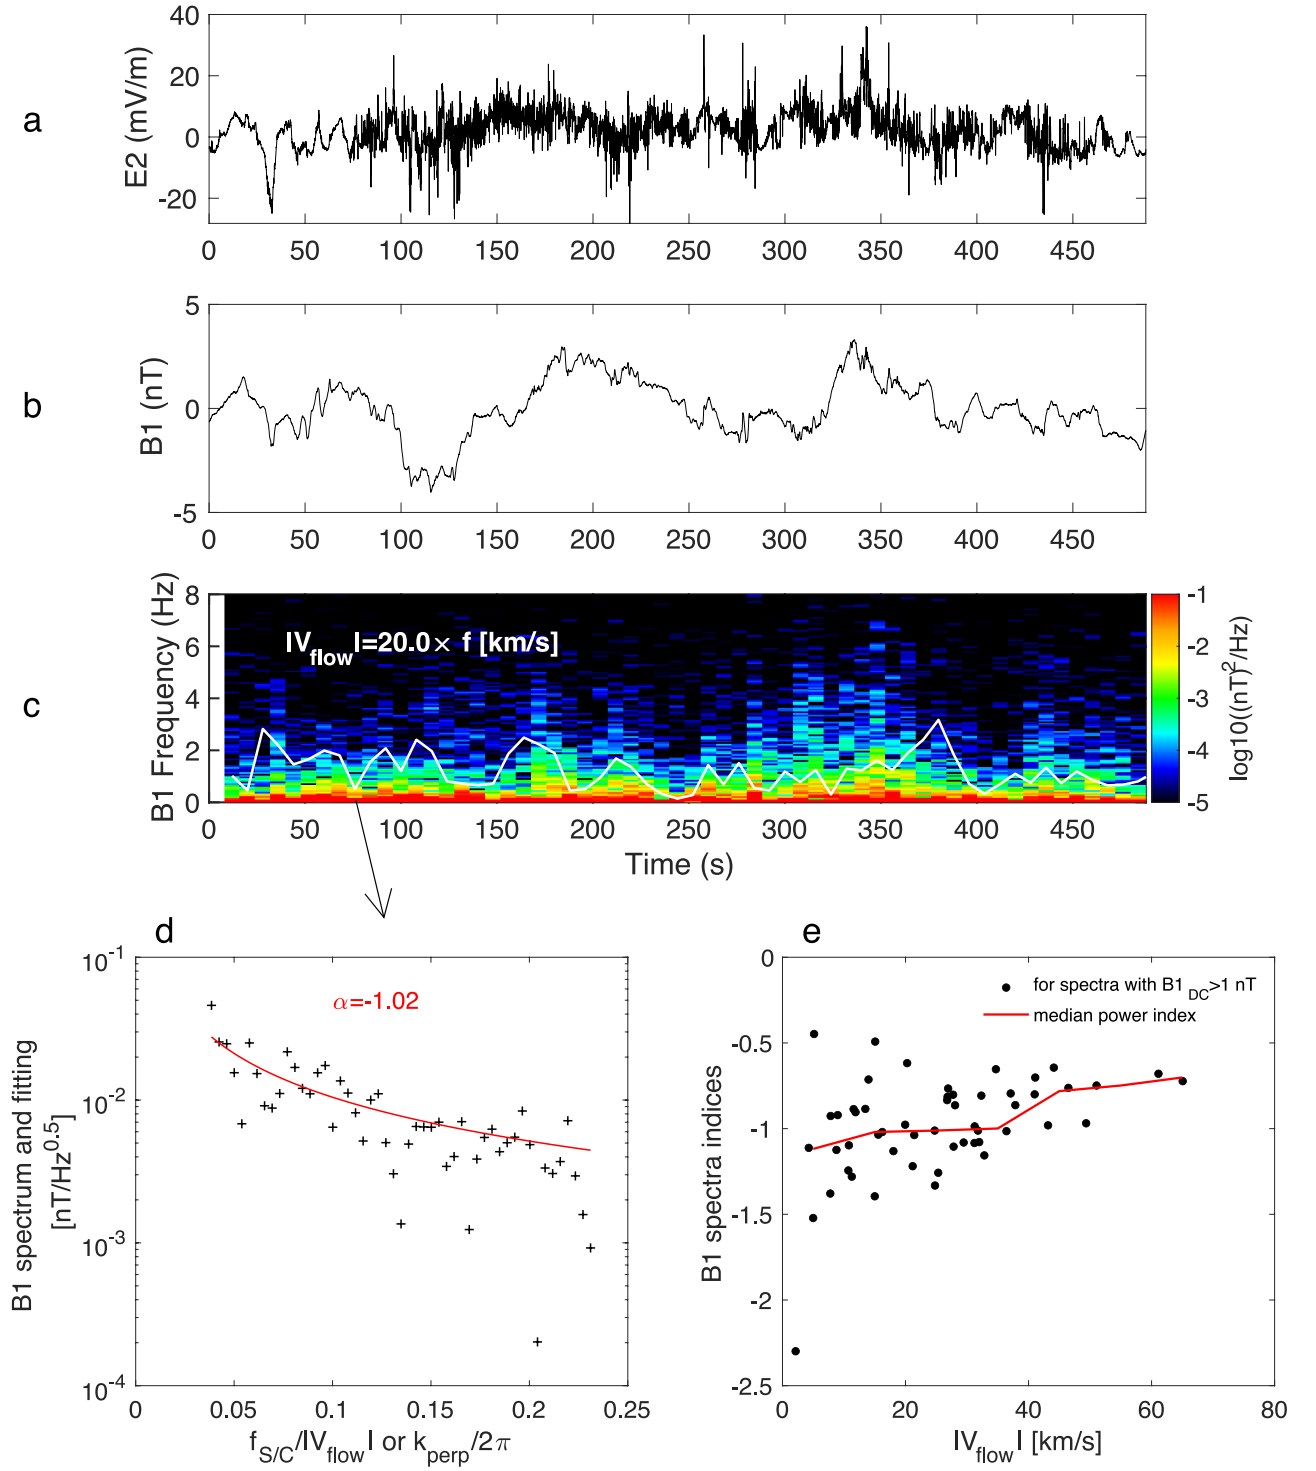 a
E2 (mV/m)
40
20
0
-20
0 50 100 150 200 250 300 350 400 450
b
B1 (nT)
5
0
-5
0 50 100 150 200 250 300 350 400 450
c
B1 Frequency (Hz)
8
6
4
2
0
|V_flow|=20.0× f [km/s]
0 50 100 150 200 250 300 350 400 450
Time (s)
-1
-2
-3
-4
-5
log10((nT)^2/Hz)
d
B1 spectrum and fitting
[nT/Hz^0.5]
10^-1
10^-2
10^-3
10^-4
α=-1.02
0 0.05 0.1 0.15 0.2 0.25
f_S/C/|V_flow| or k_perp/2π
e
B1 spectra indices
0
-0.5
-1
-1.5
-2
-2.5
for spectra with B1_DC>1 nT
median power index
0 20 40 60 80
|V_flow| [km/s]